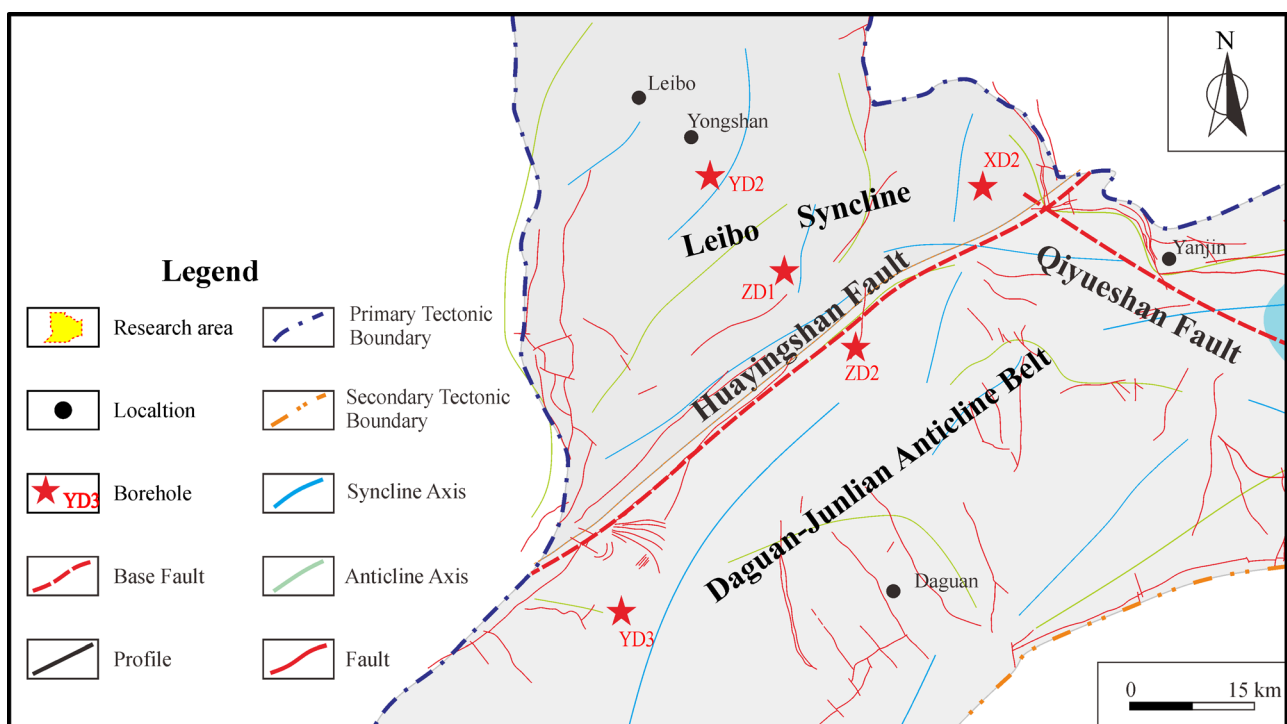 N
Leibo
Yongshan
YD2
XD2
Leibo Syncline
Yanjin
ZD1
Huayingshan Fault
Qiyueshan Fault
ZD2
Daguan-Junlian Anticline Belt
Daguan
YD3
Legend
Research area
Primary Tectonic
Boundary
Localtion
Secondary Tectonic
Boundary
YD3
Borehole
Syncline Axis
Base Fault
Anticline Axis
Profile
Fault
0 15 km